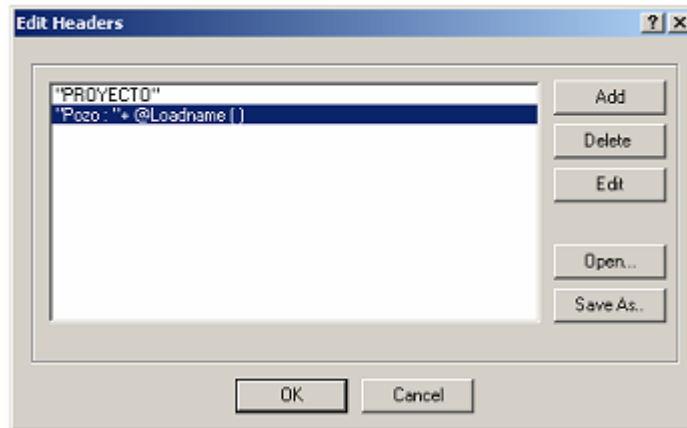 Edit Headers
"PROYECTO"
"Pozo : "+ @Loadname ( )
Add
Delete
Edit
Open...
Save As..
OK
Cancel